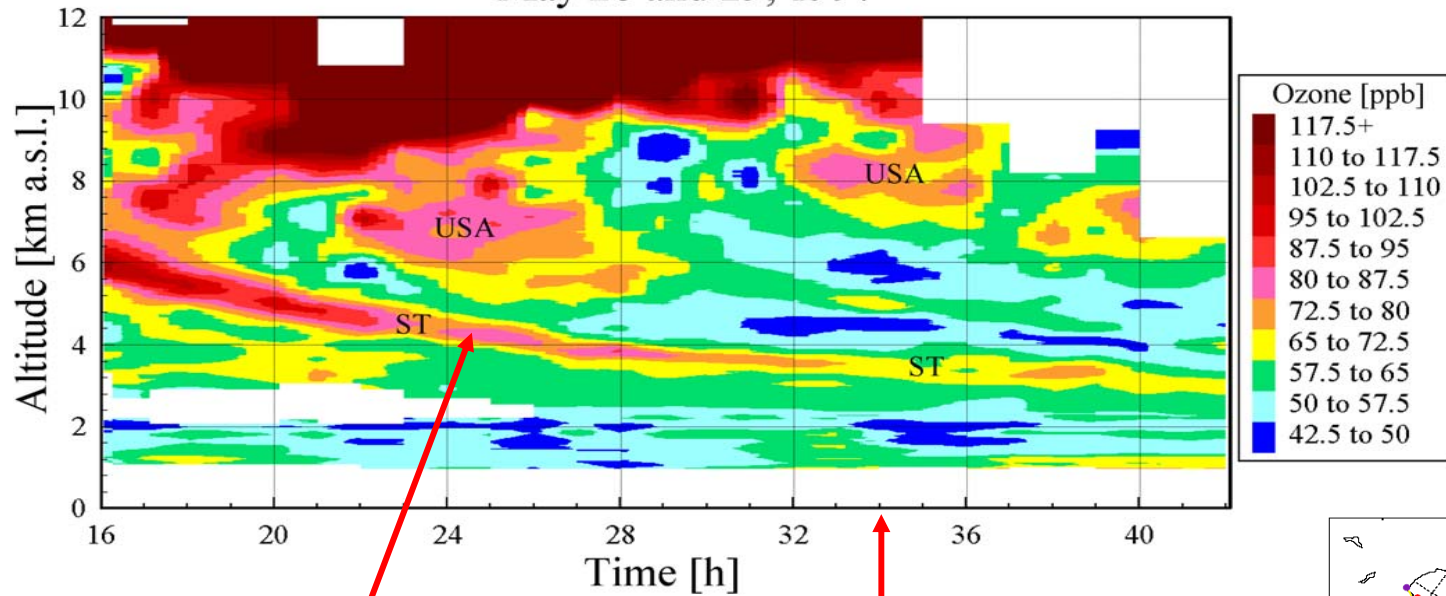 12
10
8
6
4
2
0
Altitude [km a.s.l.]
USA
USA
ST
ST
16
20
24
28
32
36
40
Time [h]
Ozone [ppb]
117.5+
110 to 117.5
102.5 to 110
95 to 102.5
87.5 to 95
80 to 87.5
72.5 to 80
65 to 72.5
57.5 to 65
50 to 57.5
42.5 to 50